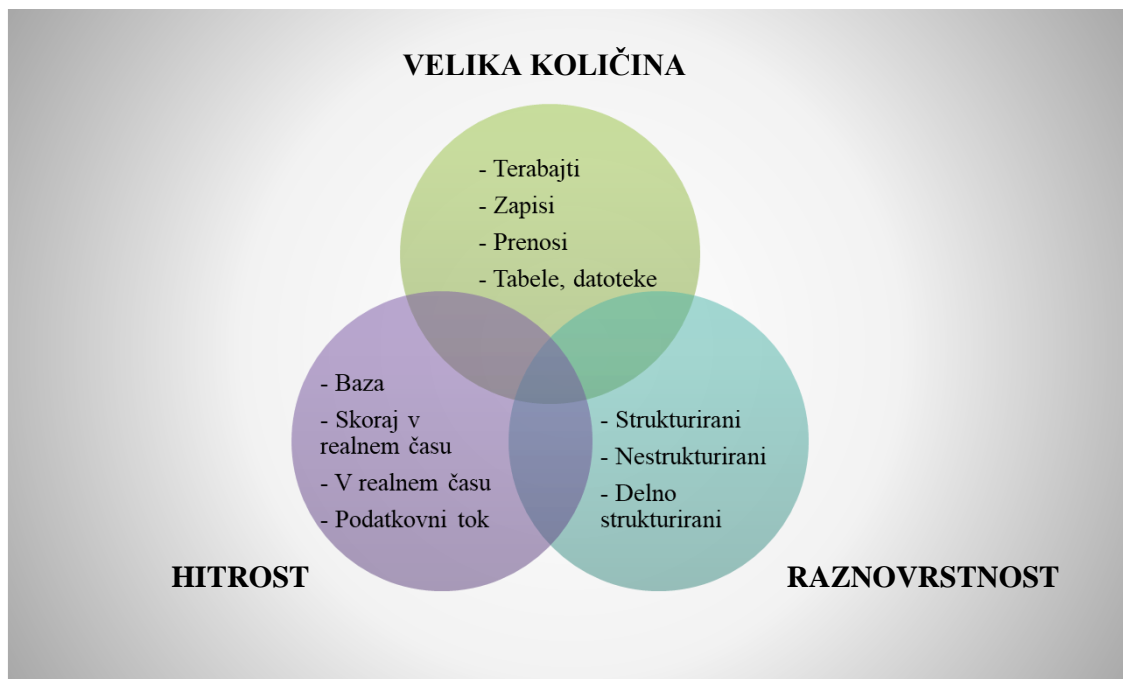 VELIKA KOLIČINA
- Terabajti
- Zapisi
- Prenosi
- Tabele, datoteke
- Baza
- Skoraj v
realnem času
- V realnem času
- Podatkovni tok
HITROST
- Strukturirani
- Nestrukturirani
- Delno
strukturirani
RAZNOVRSTNOST